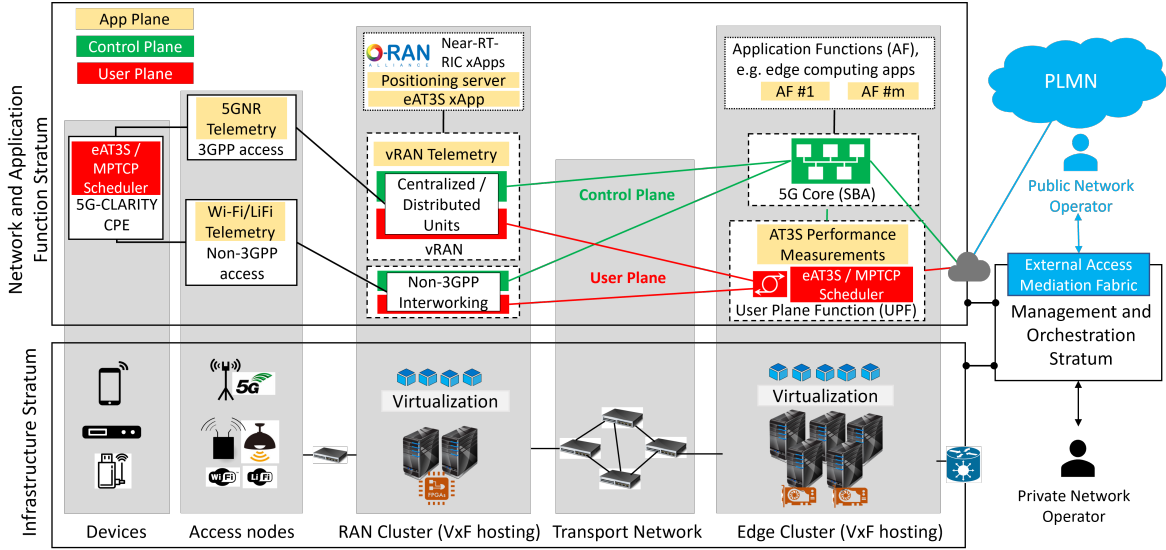 Network and Application
Function Stratum
App Plane
Control Plane
User Plane
eAT3S /
MPTCP
Scheduler
5G-CLARITY
CPE
5GNR
Telemetry
3GPP access
Wi-Fi/LiFi
Telemetry
Non-3GPP
access
O-RAN
ALLIANCE
Near-RT-
RIC xApps
Positioning server
eAT3S xApp
vRAN Telemetry
Centralized /
Distributed
Units
vRAN
Non-3GPP
Interworking
Control Plane
User Plane
Application Functions (AF),
e.g. edge computing apps
AF #1
AF #m
5G Core (SBA)
AT3S Performance
Measurements
eAT3S / MPTCP
Scheduler
User Plane Function (UPF)
PLMN
Public Network
Operator
External Access
Mediation Fabric
Management and
Orchestration
Stratum
Private Network
Operator
Infrastructure Stratum
5G
WiFi
LiFi
Virtualization
FPGAs
Virtualization
Devices
Access nodes
RAN Cluster (VxF hosting)
Transport Network
Edge Cluster (VxF hosting)